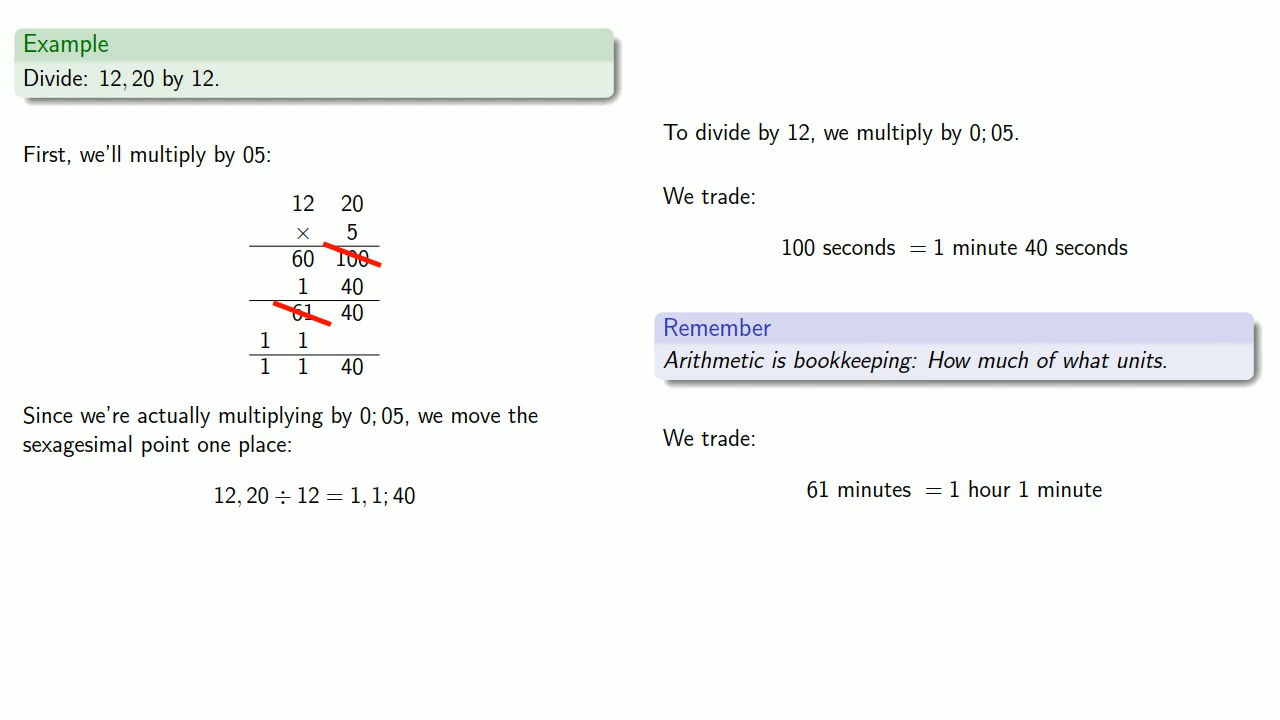 Example
Divide: 12, 20 by 12.
First, we'll multiply by 05:
12 20
× 5
60 100
1 40
61 40
1 1
1 1 40
Since we're actually multiplying by 0; 05, we move the
sexagesimal point one place:
12, 20 ÷ 12 = 1, 1; 40
To divide by 12, we multiply by 0; 05.
We trade:
100 seconds = 1 minute 40 seconds
Remember
Arithmetic is bookkeeping: How much of what units.
We trade:
61 minutes = 1 hour 1 minute